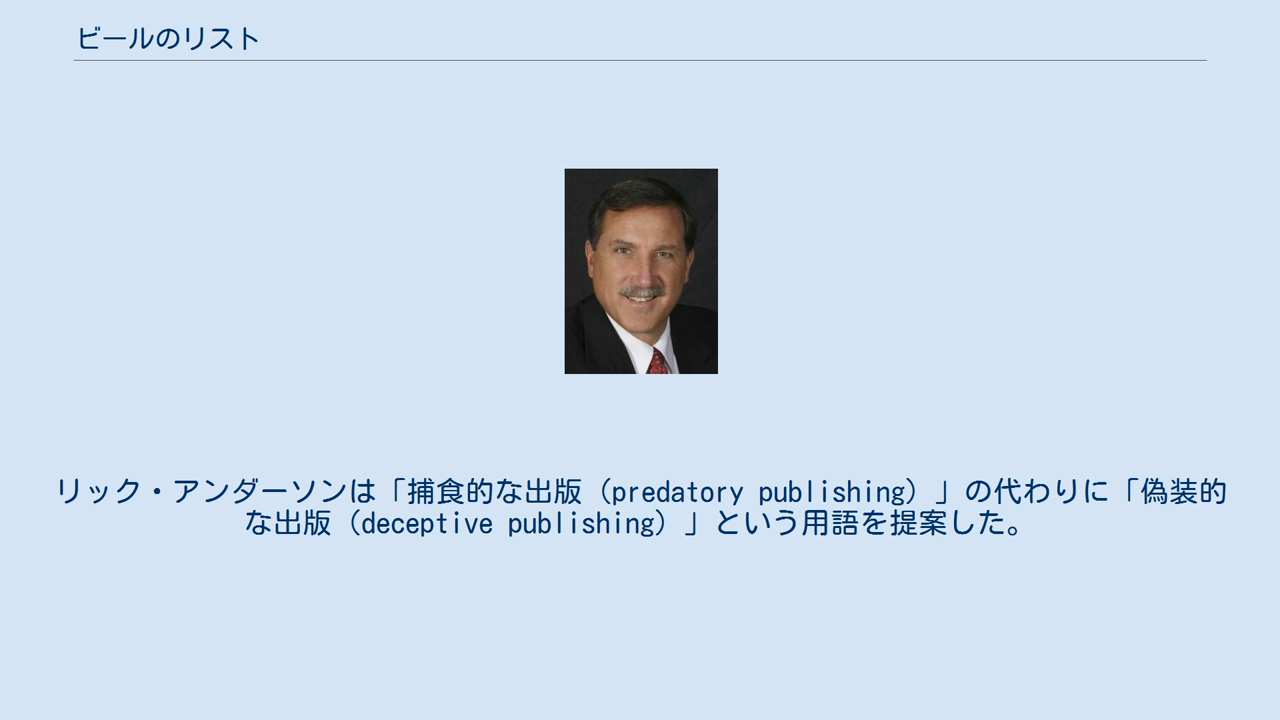 ビールのリスト
リック・アンダーソンは「捕食的な出版（predatory publishing）」の代わりに「偽装的
な出版（deceptive publishing）」という用語を提案した。